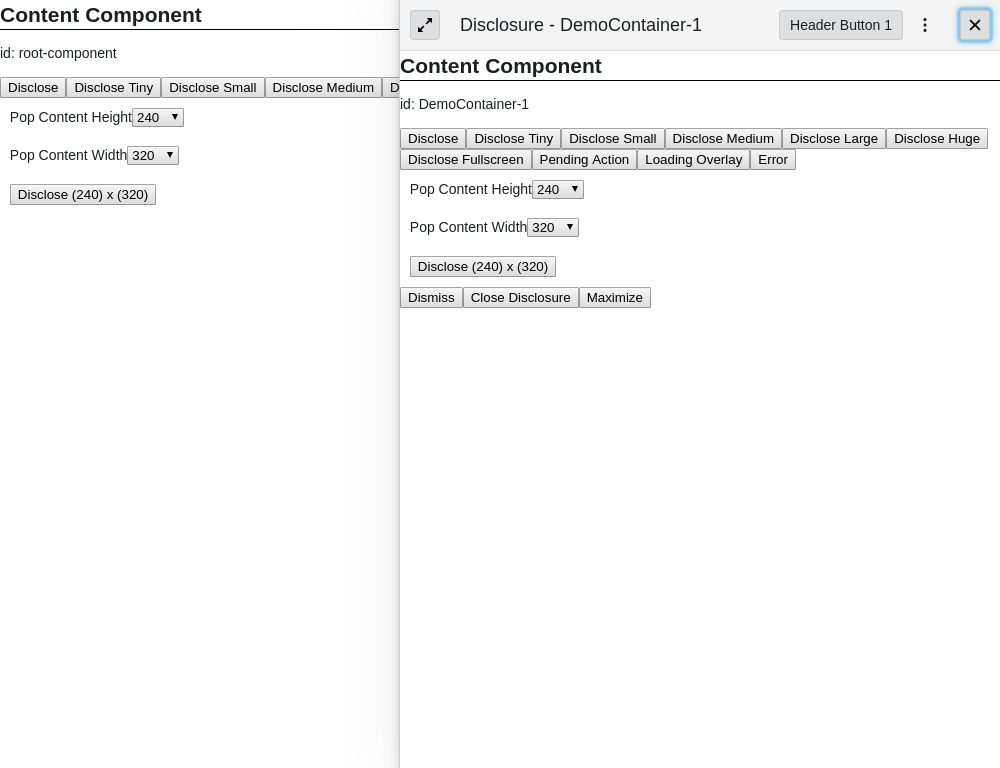 Content Component
id: root-component
Disclose Disclose Tiny Disclose Small Disclose Medium D
Pop Content Height 240
Pop Content Width 320
Disclose (240) x (320)
Disclosure - DemoContainer-1 Header Button 1
Content Component
id: DemoContainer-1
Disclose Disclose Tiny Disclose Small Disclose Medium Disclose Large Disclose Huge
Disclose Fullscreen Pending Action Loading Overlay Error
Pop Content Height 240
Pop Content Width 320
Disclose (240) x (320)
Dismiss Close Disclosure Maximize